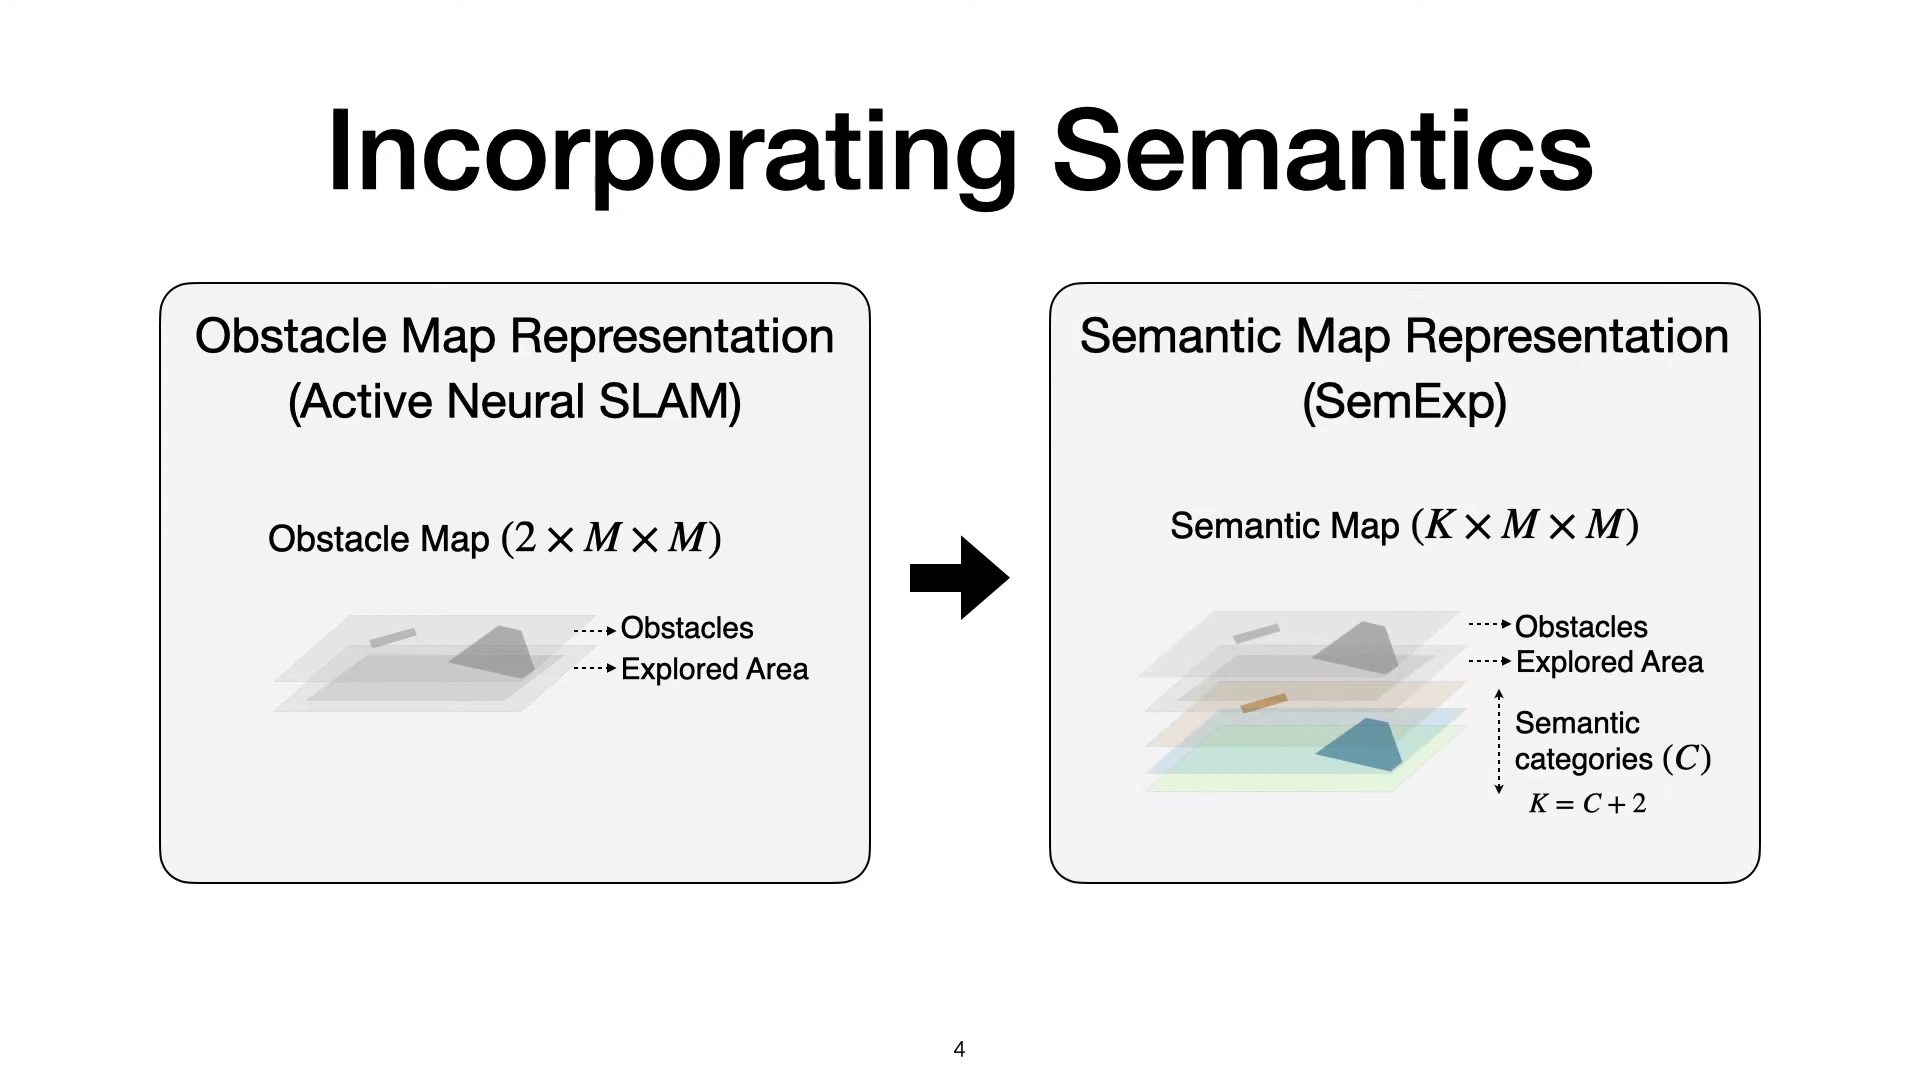 Incorporating Semantics
Obstacle Map Representation
(Active Neural SLAM)
Obstacle Map (2 × M × M)
Obstacles
Explored Area
Semantic Map Representation
(SemExp)
Semantic Map (K × M × M)
Obstacles
Explored Area
Semantic
categories (C)
K = C + 2
4